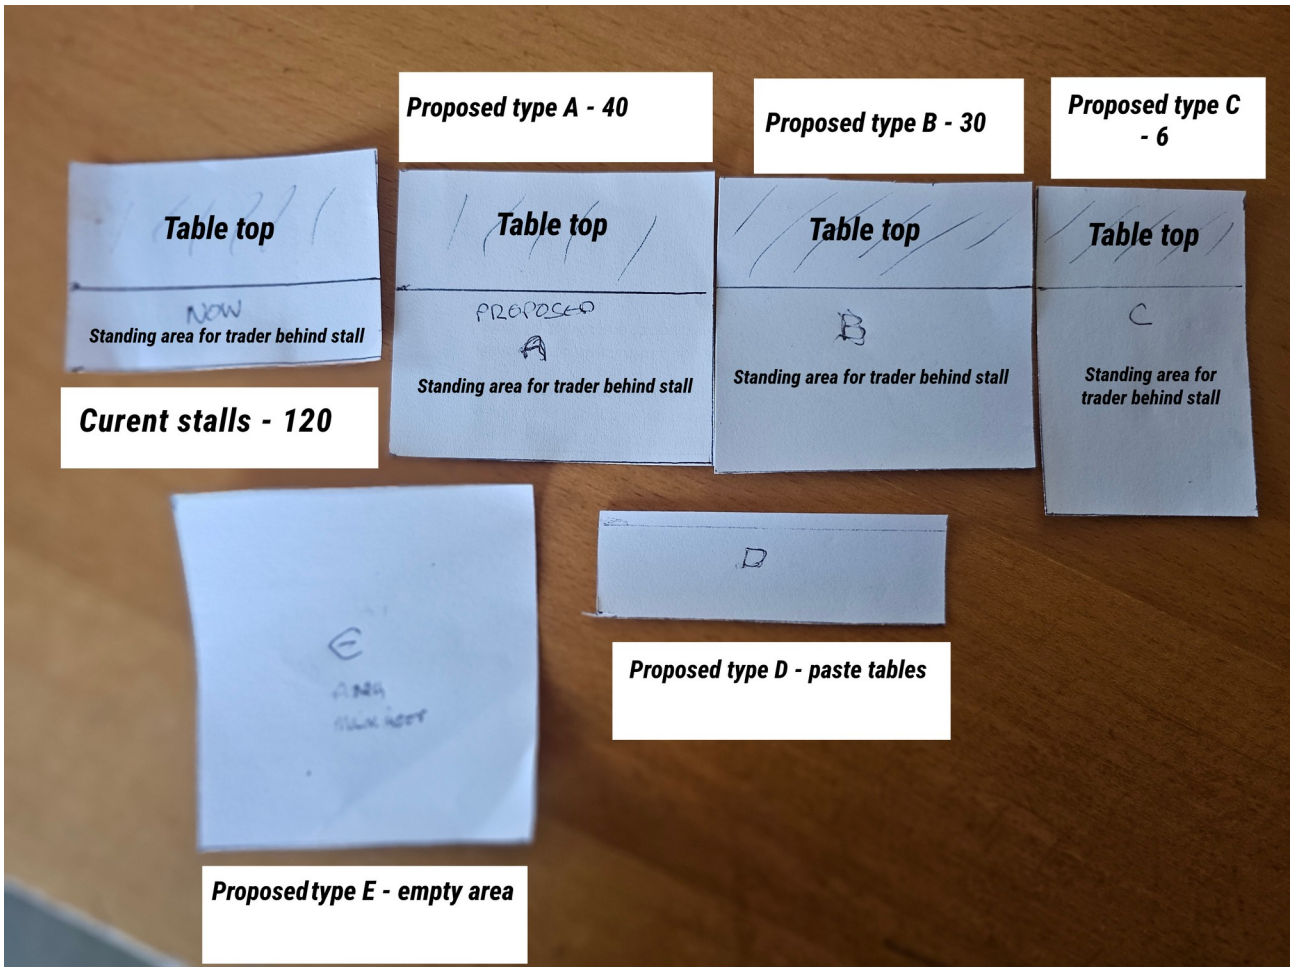 Proposed type A - 40
Proposed type B - 30
Proposed type C
- 6
Table top
NOW
Standing area for trader behind stall
Curent stalls - 120
Table top
PROPOSED
A
Standing area for trader behind stall
Table top
B
Standing area for trader behind stall
Table top
C
Standing area for
trader behind stall
E
AREA
D
Proposed type D - paste tables
Proposed type E - empty area